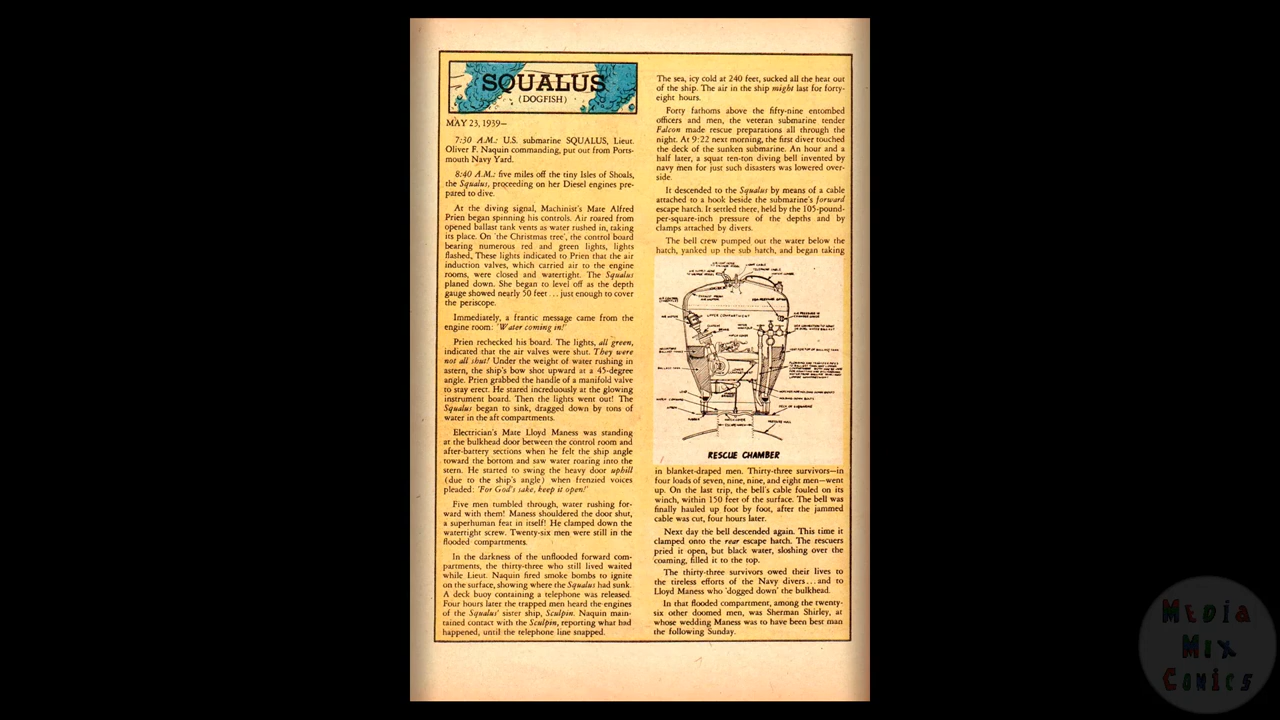 SQUALUS
(DOGFISH)
MAY 23, 1939—
7:30 A.M.: U.S. submarine SQUALUS, Lieut.
Oliver F. Naquin commanding, put out from Ports-
mouth Navy Yard.
8:40 A.M.: five miles off the tiny Isles of Shoals,
the Squalus, proceeding on her Diesel engines pre-
pared to dive.
At the diving signal, Machinist's Mate Alfred
Prien began spinning his controls. Air roared from
opened ballast tank vents as water rushed in, taking
its place. On 'the Christmas tree', the control board
bearing numerous red and green lights, lights
flashed, These lights indicated to Prien that the air
induction valves, which carried air to the engine
rooms, were closed and watertight. The Squalus
planed down. She began to level off as the depth
gauge showed nearly 50 feet ... just enough to cover
the periscope.
Immediately, a frantic message came from the
engine room: 'Water coming in!'
Prien rechecked his board. The lights, all green,
indicated that the air valves were shut. They were
not all shut! Under the weight of water rushing in
astern, the ship's bow shot upward at a 45-degree
angle. Prien grabbed the handle of a manifold valve
to stay erect. He stared increduously at the glowing
instrument board. Then the lights went out! The
Squalus began to sink, dragged down by tons of
water in the aft compartments.
Electrician's Mate Lloyd Maness was standing
at the bulkhead door between the control room and
after-battery sections when he felt the ship angle
toward the bottom and saw water roaring into the
stern. He started to swing the heavy door uphill
(due to the ship's angle) when frenzied voices
pleaded: 'For God's sake, keep it open!'
Five men tumbled through, water rushing for-
ward with them! Maness shouldered the door shut,
a superhuman feat in itself! He clamped down the
watertight screw. Twenty-six men were still in the
flooded compartments.
In the darkness of the unflooded forward com-
partments, the thirty-three who still lived waited
while Lieut. Naquin fired smoke bombs to ignite
on the surface, showing where the Squalus had sunk.
A deck buoy containing a telephone was released.
Four hours later the trapped men heard the engines
of the Squalus' sister ship, Sculpin. Naquin main-
tained contact with the Sculpin, reporting what had
happened, until the telephone line snapped.
The sea, icy cold at 240 feet, sucked all the heat out
of the ship. The air in the ship might last for forty-
eight hours.
Forty fathoms above the fifty-nine entombed
officers and men, the veteran submarine tender
Falcon made rescue preparations all through the
night. At 9:22 next morning, the first diver touched
the deck of the sunken submarine. An hour and a
half later, a squat ten-ton diving bell invented by
navy men for just such disasters was lowered over-
side.
It descended to the Squalus by means of a cable
attached to a hook beside the submarine's forward
escape hatch. It settled there, held by the 105-pound-
per-square-inch pressure of the depths and by
clamps attached by divers.
The bell crew pumped out the water below the
hatch, yanked up the sub hatch, and began taking
UPPER COMPARTMENT
RESCUE CHAMBER
in blanket-draped men. Thirty-three survivors—in
four loads of seven, nine, nine, and eight men—went
up. On the last trip, the bell's cable fouled on its
winch, within 150 feet of the surface. The bell was
finally hauled up foot by foot, after the jammed
cable was cut, four hours later.
Next day the bell descended again. This time it
clamped onto the rear escape hatch. The rescuers
pried it open, but black water, sloshing over the
coaming, filled it to the top.
The thirty-three survivors owed their lives to
the tireless efforts of the Navy divers ... and to
Lloyd Maness who 'dogged down' the bulkhead.
In that flooded compartment, among the twenty-
six other doomed men, was Sherman Shirley, at
whose wedding Maness was to have been best man
the following Sunday.
MEDIA
MIX
COMICS